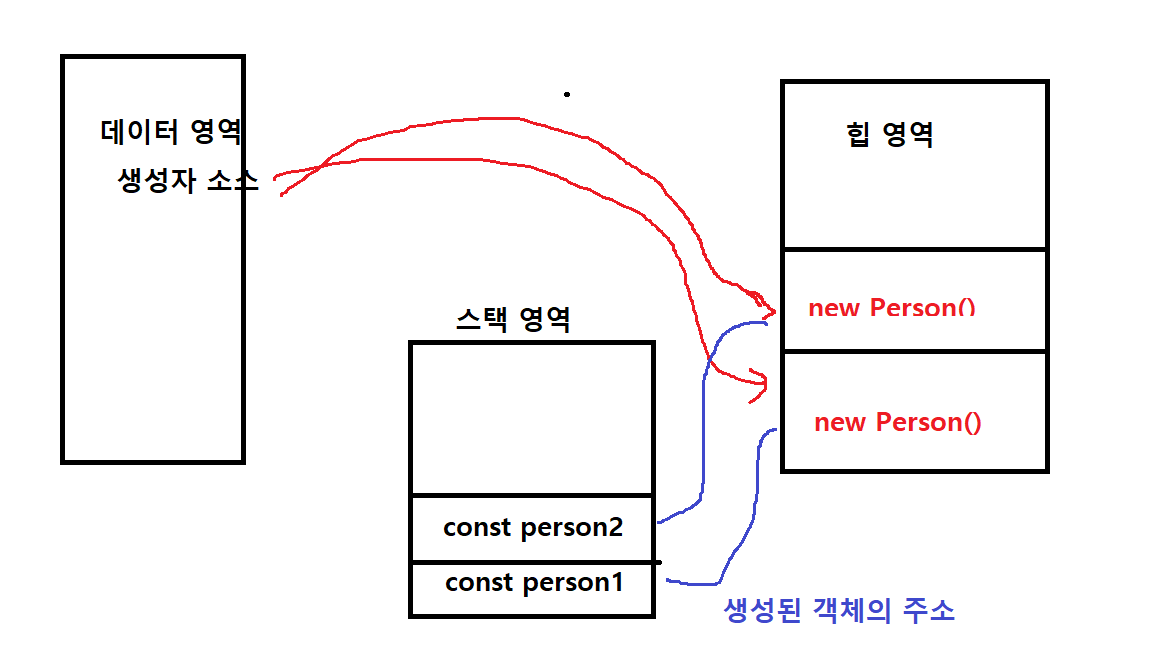 데이터 영역
생성자 소스
힙 영역
new Person()
스택 영역
new Person()
const person2
const person1
생성된 객체의 주소